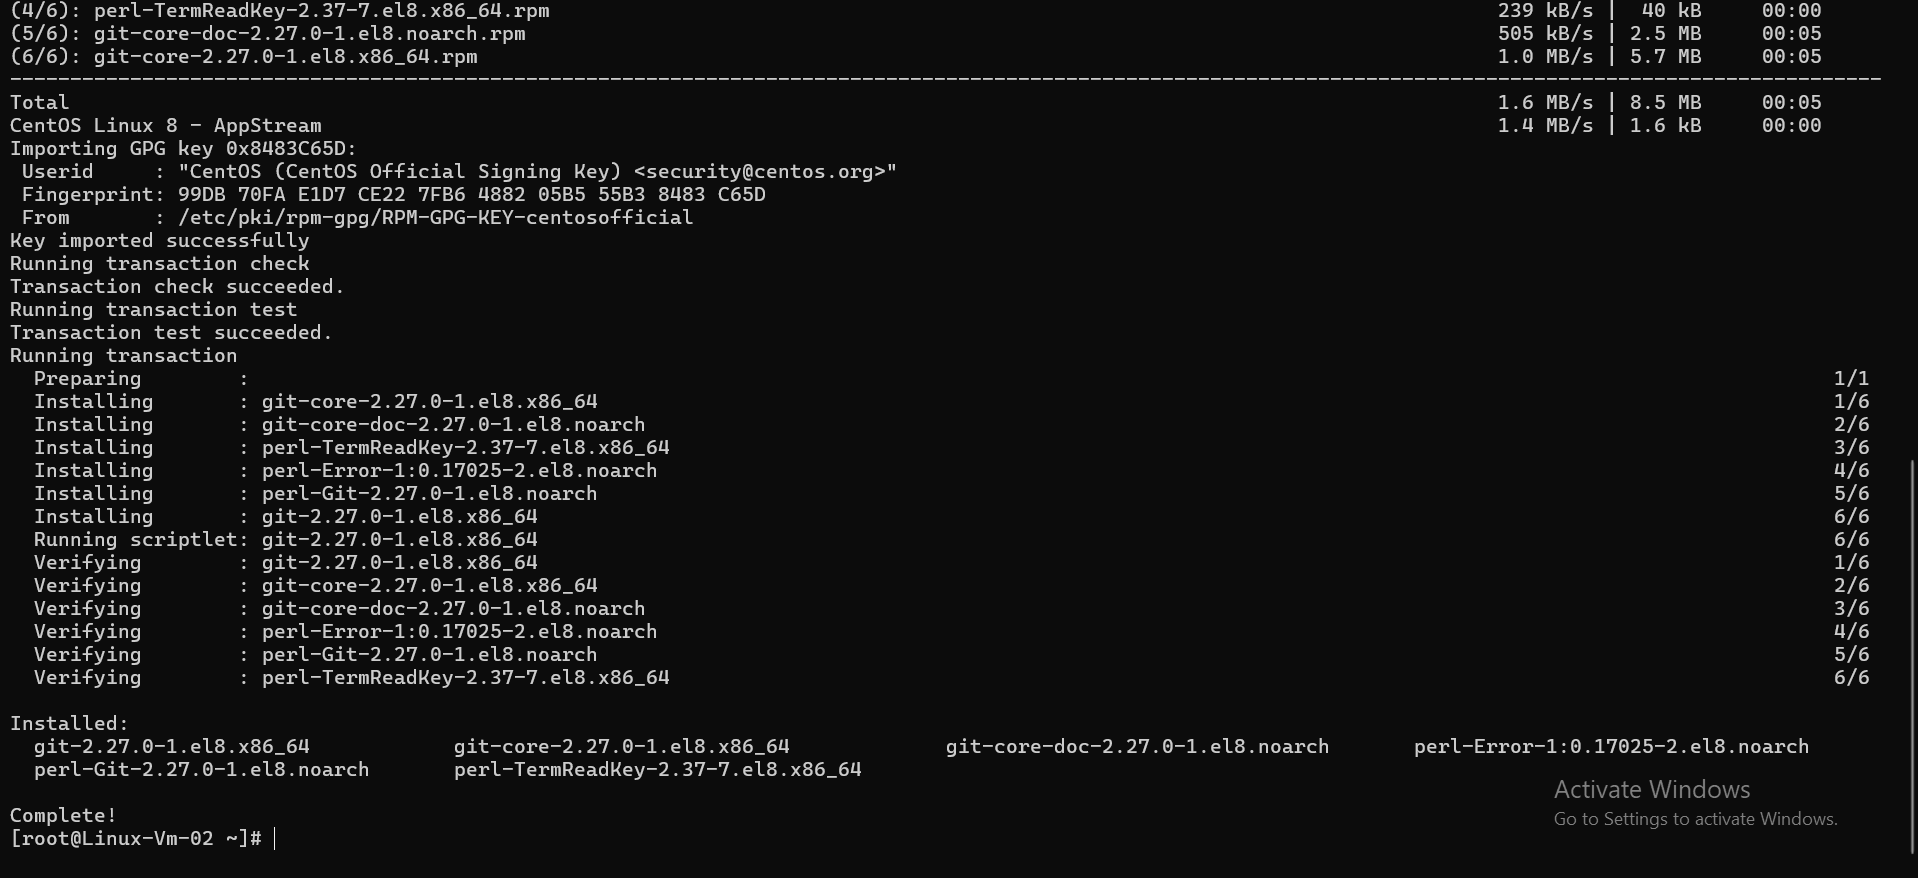 (4/6): perl-TermReadKey-2.37-7.el8.x86_64.rpm 239 kB/s | 40 kB 00:00
(5/6): git-core-doc-2.27.0-1.el8.noarch.rpm 505 kB/s | 2.5 MB 00:05
(6/6): git-core-2.27.0-1.el8.x86_64.rpm 1.0 MB/s | 5.7 MB 00:05
--------------------------------------------------------------------------------
Total 1.6 MB/s | 8.5 MB 00:05
CentOS Linux 8 - AppStream 1.4 MB/s | 1.6 kB 00:00
Importing GPG key 0x8483C65D:
Userid : "CentOS (CentOS Official Signing Key) <security@centos.org>"
Fingerprint: 99DB 70FA E1D7 CE22 7FB6 4882 05B5 55B3 8483 C65D
From : /etc/pki/rpm-gpg/RPM-GPG-KEY-centosofficial
Key imported successfully
Running transaction check
Transaction check succeeded.
Running transaction test
Transaction test succeeded.
Running transaction
Preparing : 1/1
Installing : git-core-2.27.0-1.el8.x86_64 1/6
Installing : git-core-doc-2.27.0-1.el8.noarch 2/6
Installing : perl-TermReadKey-2.37-7.el8.x86_64 3/6
Installing : perl-Error-1:0.17025-2.el8.noarch 4/6
Installing : perl-Git-2.27.0-1.el8.noarch 5/6
Installing : git-2.27.0-1.el8.x86_64 6/6
Running scriptlet: git-2.27.0-1.el8.x86_64 6/6
Verifying : git-2.27.0-1.el8.x86_64 1/6
Verifying : git-core-2.27.0-1.el8.x86_64 2/6
Verifying : git-core-doc-2.27.0-1.el8.noarch 3/6
Verifying : perl-Error-1:0.17025-2.el8.noarch 4/6
Verifying : perl-Git-2.27.0-1.el8.noarch 5/6
Verifying : perl-TermReadKey-2.37-7.el8.x86_64 6/6
Installed:
git-2.27.0-1.el8.x86_64 git-core-2.27.0-1.el8.x86_64 git-core-doc-2.27.0-1.el8.noarch perl-Error-1:0.17025-2.el8.noarch
perl-Git-2.27.0-1.el8.noarch perl-TermReadKey-2.37-7.el8.x86_64
Activate Windows
Go to Settings to activate Windows.
Complete!
[root@Linux-Vm-02 ~]#